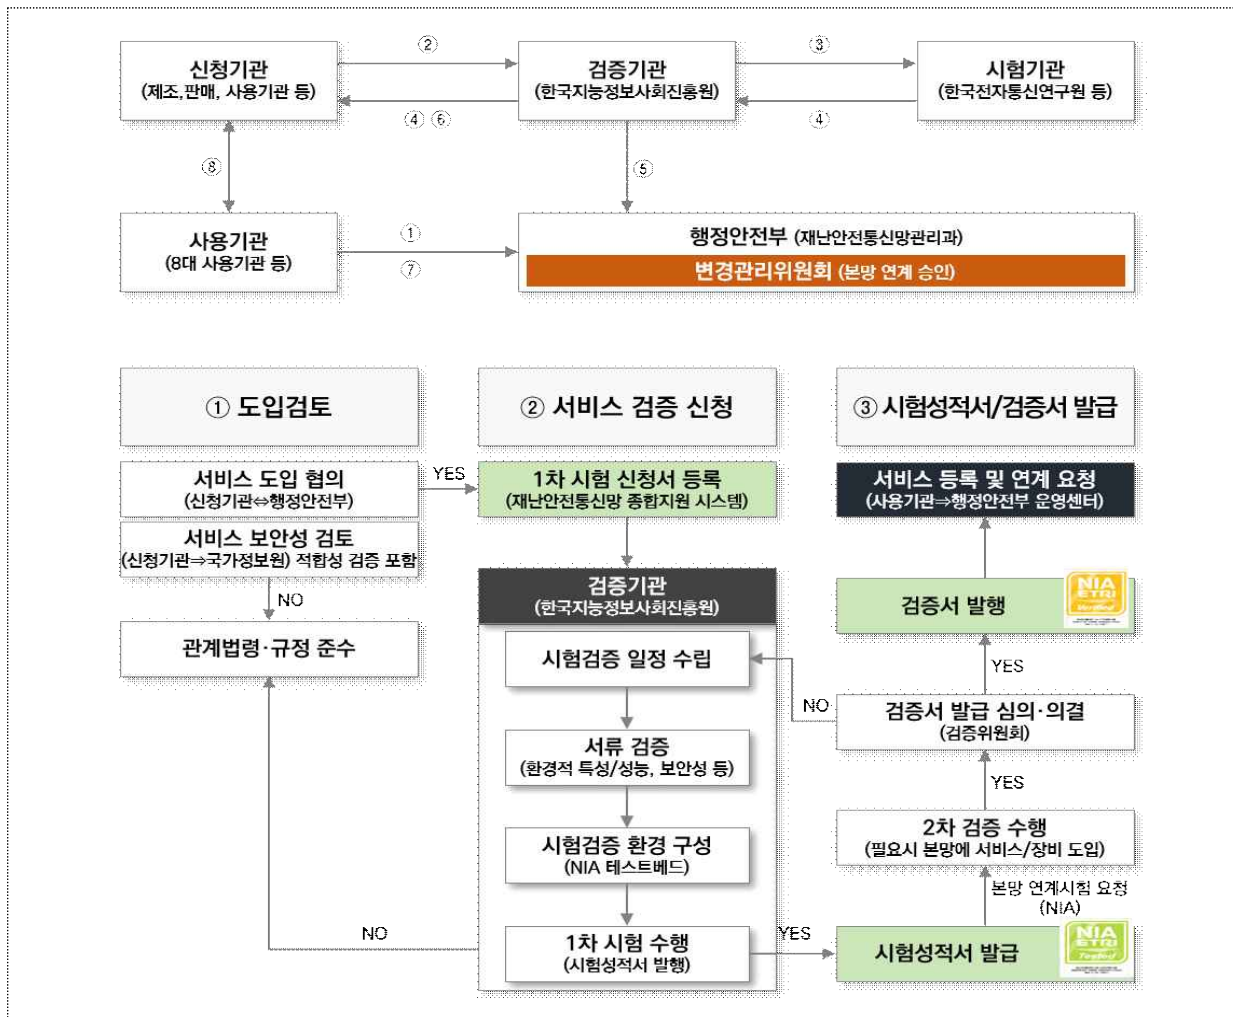 ②
③
신청기관
(제조,판매, 사용기관 등)
검증기관
(한국지능정보사회진흥원)
시험기관
(한국전자통신연구원 등)
④ ⑥
④
⑧
⑤
사용기관
(8대 사용기관 등)
①
⑦
행정안전부 (재난안전통신망관리과)
변경관리위원회 (본망 연계 승인)
① 도입검토
② 서비스 검증 신청
③ 시험성적서/검증서 발급
서비스 도입 협의
(신청기관⇔행정안전부)
YES
1차 시험 신청서 등록
(재난안전통신망 종합지원 시스템)
서비스 등록 및 연계 요청
(사용기관⇒행정안전부 운영센터)
서비스 보안성 검토
(신청기관⇒국가정보원) 적합성 검증 포함
NO
관계법령·규정 준수
검증기관
(한국지능정보사회진흥원)
시험검증 일정 수립
서류 검증
(환경적 특성/성능, 보안성 등)
시험검증 환경 구성
(NIA 테스트베드)
1차 시험 수행
(시험성적서 발행)
NO
YES
검증서 발행
NIA
ETRI
Verified
YES
NO
검증서 발급 심의·의결
(검증위원회)
YES
2차 검증 수행
(필요시 본망에 서비스/장비 도입)
본망 연계시험 요청
(NIA)
시험성적서 발급
NIA
ETRI
Tested